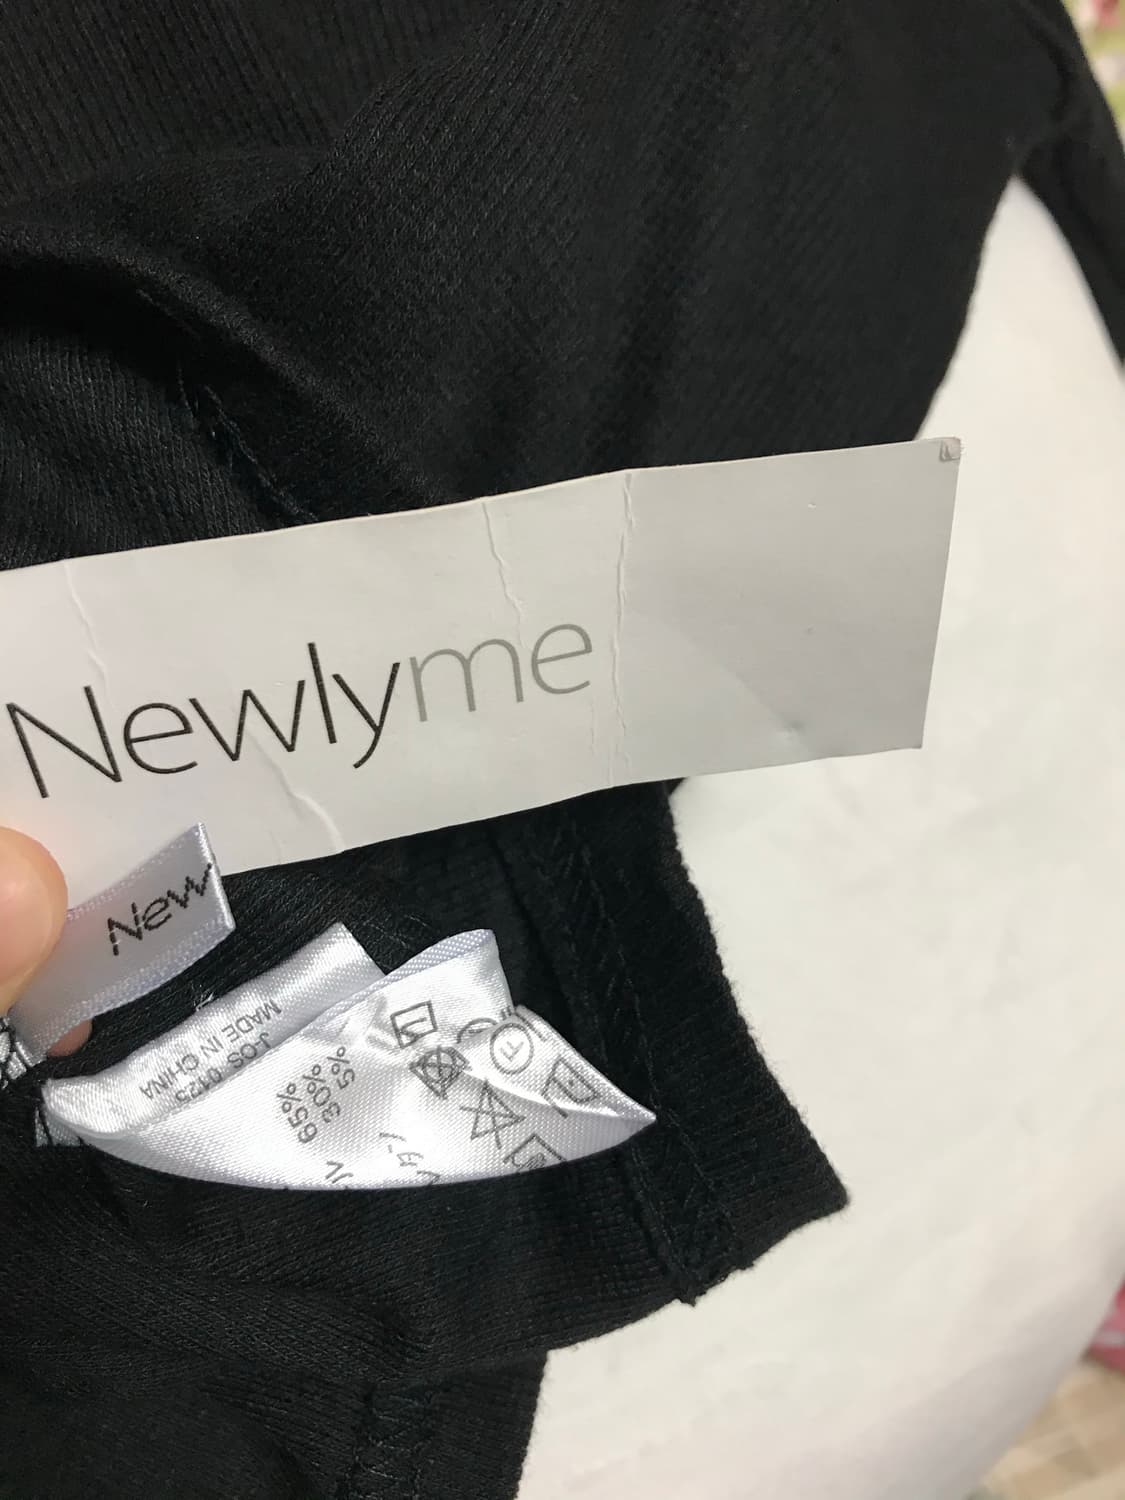 Newlyme
New
J-OS 0125
MADE IN CHINA
65%
30%
5%